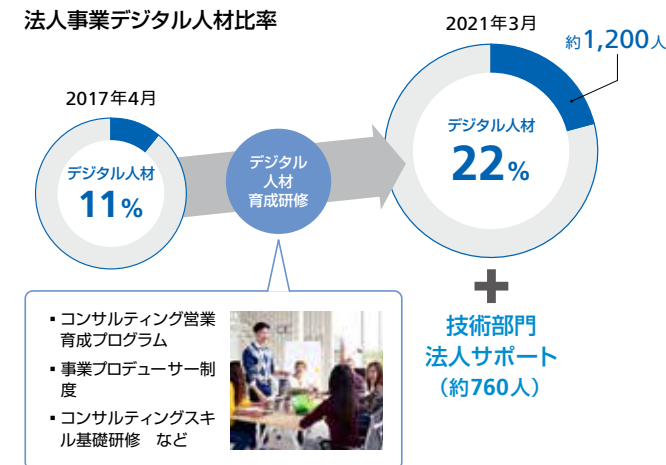 法人事業デジタル人材比率
2017年4月
デジタル人材
11%
デジタル
人材
育成研修
2021年3月
約1,200人
デジタル人材
22%
技術部門
法人サポート
（約760人）
▪コンサルティング営業
育成プログラム
▪事業プロデューサー制
度
▪コンサルティングスキ
ル基礎研修　など